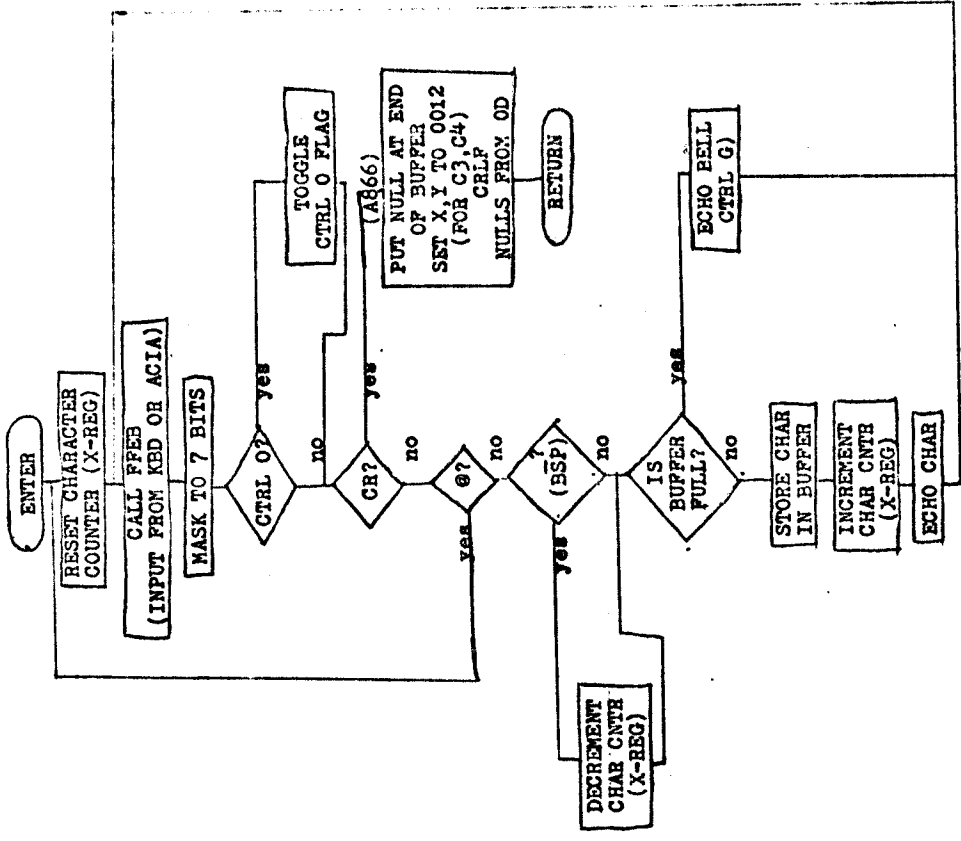 ENTER
RESET CHARACTER
COUNTER (X-REG)
CALL FFEB
(INPUT FROM KBD OR ACIA)
MASK TO 7 BITS
CTRL O?
yes
TOGGLE
CTRL O FLAG
no
CR?
yes
(A866)
PUT NULL AT END
OF BUFFER
SET X,Y TO 0012
(FOR C3,C4)
CRLF
NULLS FROM 0D
RETURN
no
@?
yes
no
?
(BSP)
yes
DECREMENT
CHAR CNTR
(X-REG)
no
IS
BUFFER
FULL?
yes
ECHO BELL
CTRL G)
no
STORE CHAR
IN BUFFER
INCREMENT
CHAR CNTR
(X-REG)
ECHO CHAR